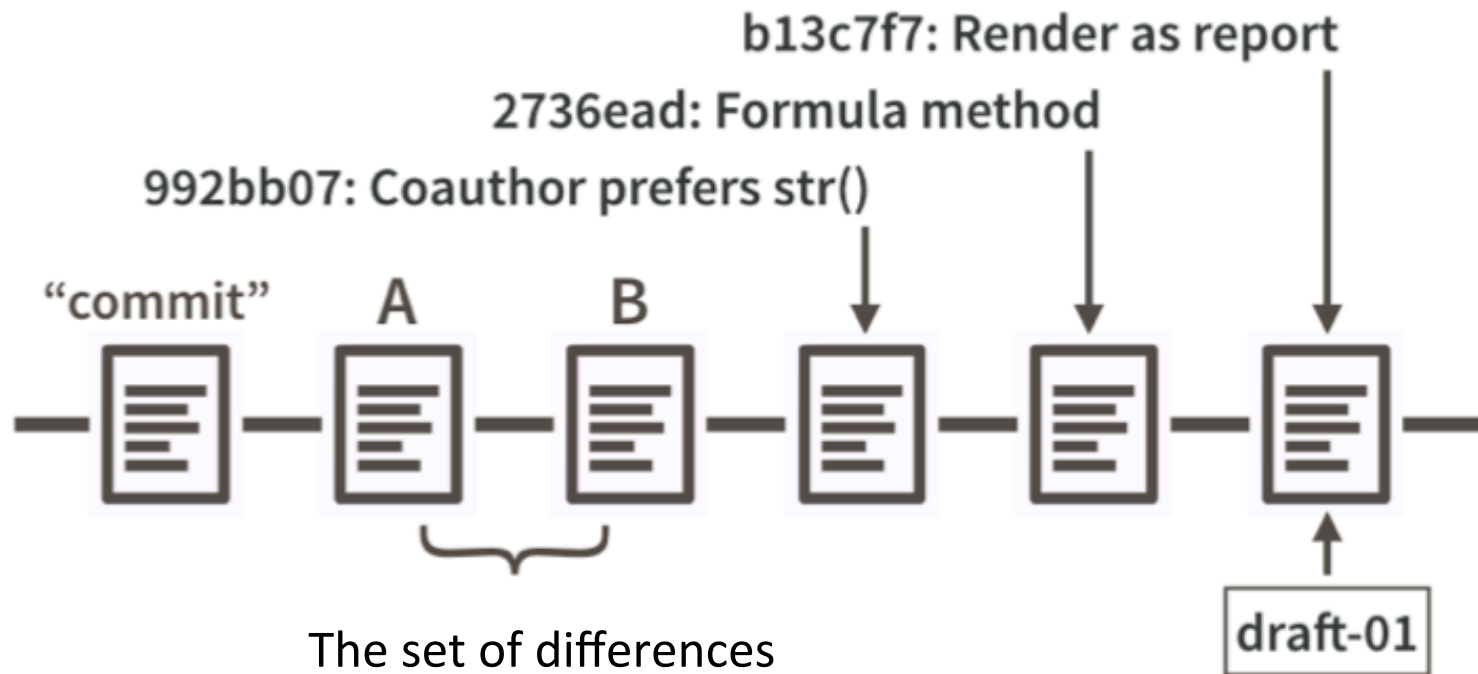 b13c7f7: Render as report
2736ead: Formula method
992bb07: Coauthor prefers str()
“commit”
A
B
The set of differences
draft-01